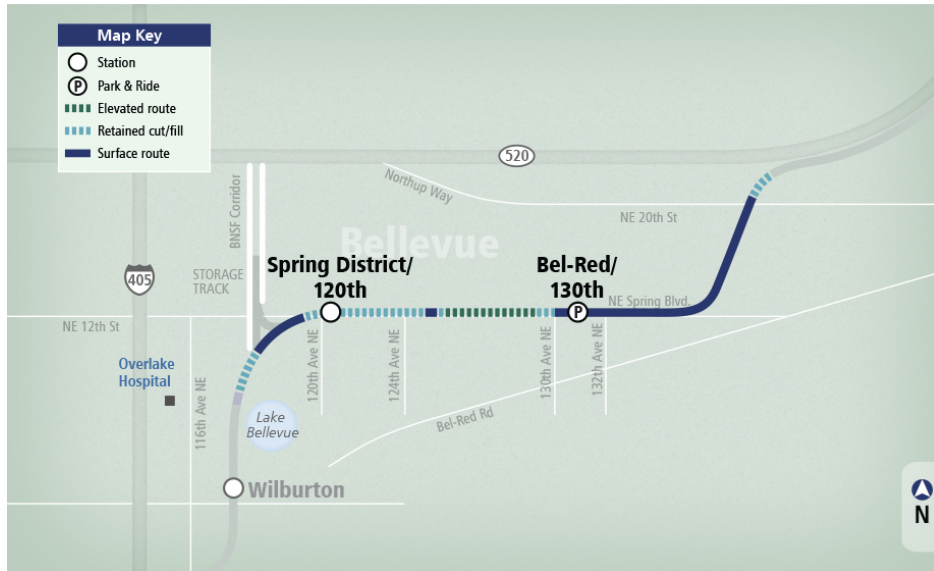 Map Key
Station
P Park & Ride
Elevated route
Retained cut/fill
Surface route
520
Northup Way
NE 20th St
BNSF Corridor
Bellevue
405
STORAGE
TRACK
Spring District/
120th
Bel-Red/
130th
NE Spring Blvd.
P
NE 12th St
Overlake
Hospital
116th Ave NE
120th Ave NE
124th Ave NE
130th Ave NE
132th Ave NE
Bel-Red Rd
Lake
Bellevue
Wilburton
N